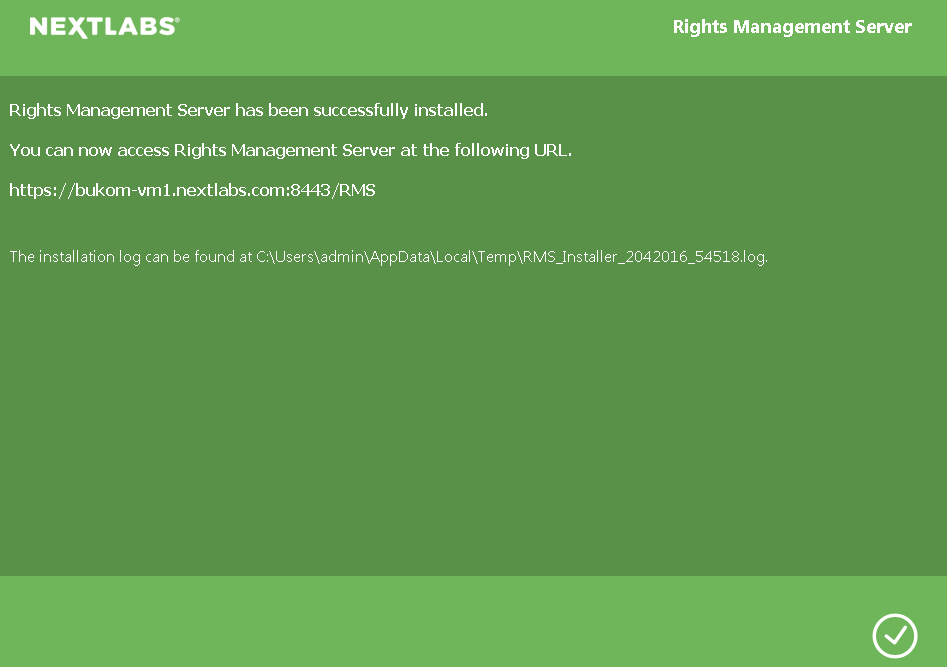 NEXTLABS®
Rights Management Server
Rights Management Server has been successfully installed.
You can now access Rights Management Server at the following URL.
https://bukom-vm1.nextlabs.com:8443/RMS
The installation log can be found at C:\Users\admin\AppData\Local\Temp\RMS_Installer_2042016_54518.log.